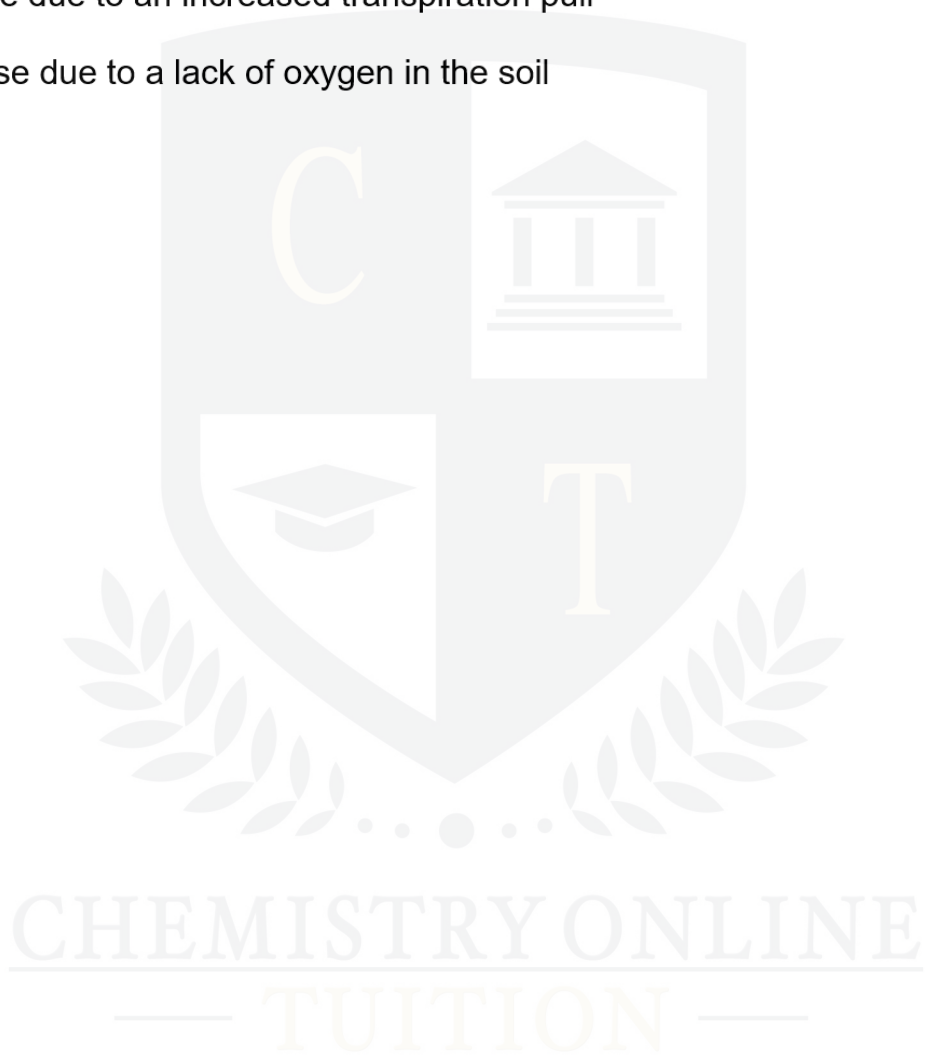 due to an increased transpiration pull
se due to a lack of oxygen in the soil
C
T
CHEMISTRY ONLINE
TUITION